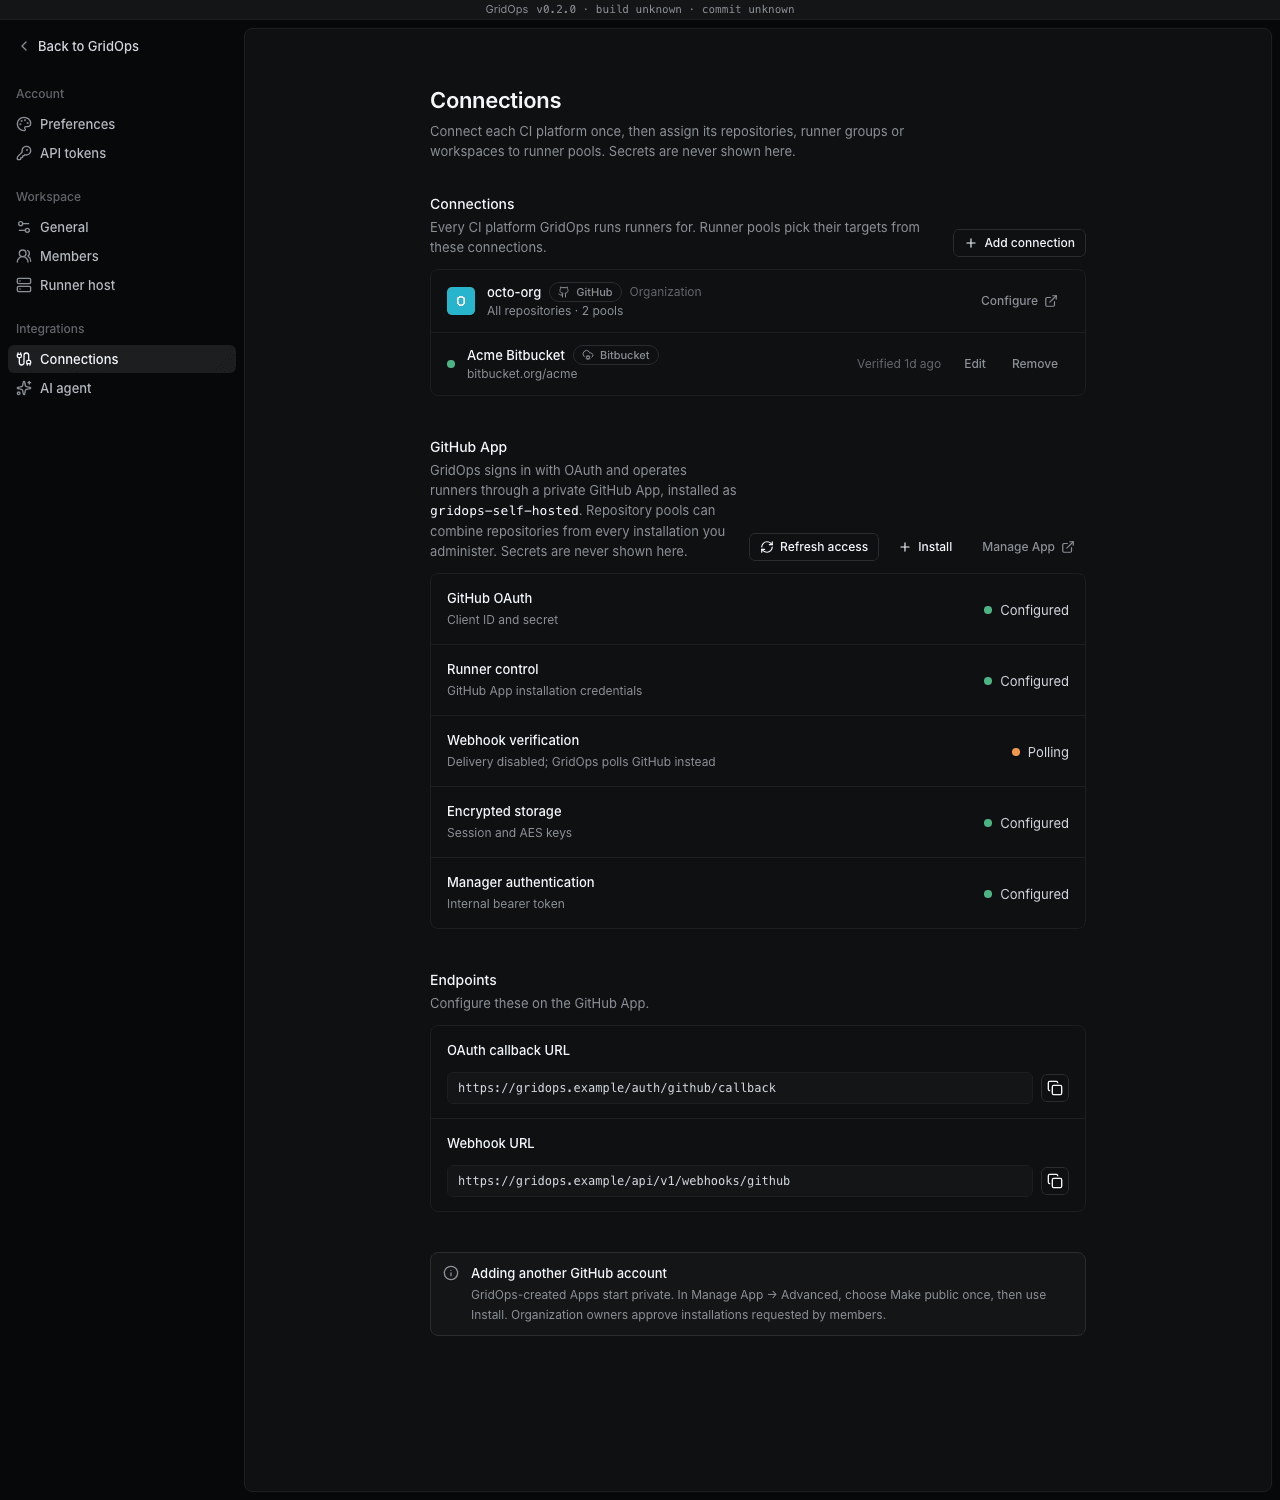 GridOps v0.2.0 · build unknown · commit unknown
Back to GridOps
Account
Preferences
API tokens
Workspace
General
Members
Runner host
Integrations
Connections
AI agent
Connections
Connect each CI platform once, then assign its repositories, runner groups or
workspaces to runner pools. Secrets are never shown here.
Connections
Every CI platform GridOps runs runners for. Runner pools pick their targets from
these connections.
Add connection
O
octo-org GitHub Organization
All repositories · 2 pools
Configure
Acme Bitbucket Bitbucket
bitbucket.org/acme
Verified 1d ago Edit Remove
GitHub App
GridOps signs in with OAuth and operates
runners through a private GitHub App, installed as
gridops-self-hosted. Repository pools can
combine repositories from every installation you
administer. Secrets are never shown here.
Refresh access Install Manage App
GitHub OAuth
Client ID and secret
Configured
Runner control
GitHub App installation credentials
Configured
Webhook verification
Delivery disabled; GridOps polls GitHub instead
Polling
Encrypted storage
Session and AES keys
Configured
Manager authentication
Internal bearer token
Configured
Endpoints
Configure these on the GitHub App.
OAuth callback URL
https://gridops.example/auth/github/callback
Webhook URL
https://gridops.example/api/v1/webhooks/github
Adding another GitHub account
GridOps-created Apps start private. In Manage App → Advanced, choose Make public once, then use
Install. Organization owners approve installations requested by members.